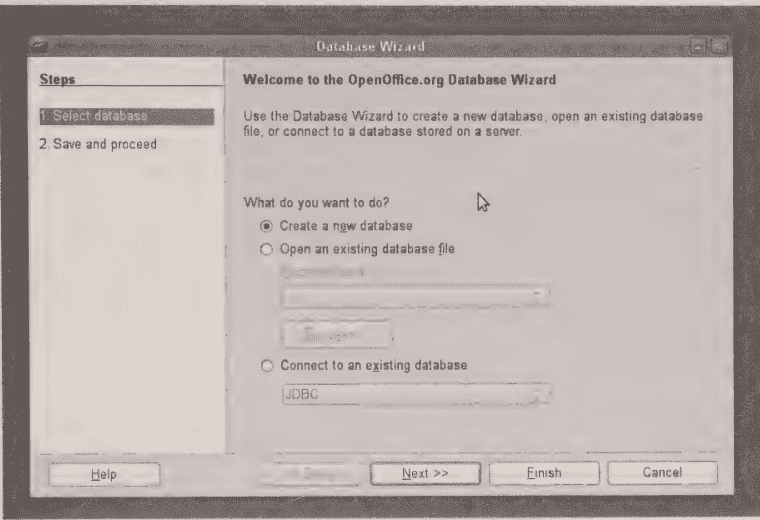 Database Wizard
Steps
1. Select database
2. Save and proceed
Welcome to the OpenOffice.org Database Wizard
Use the Database Wizard to create a new database, open an existing database
file, or connect to a database stored on a server.
What do you want to do?
Create a new database
Open an existing database file
Connect to an existing database
JDBC
Help
Next >>
Finish
Cancel